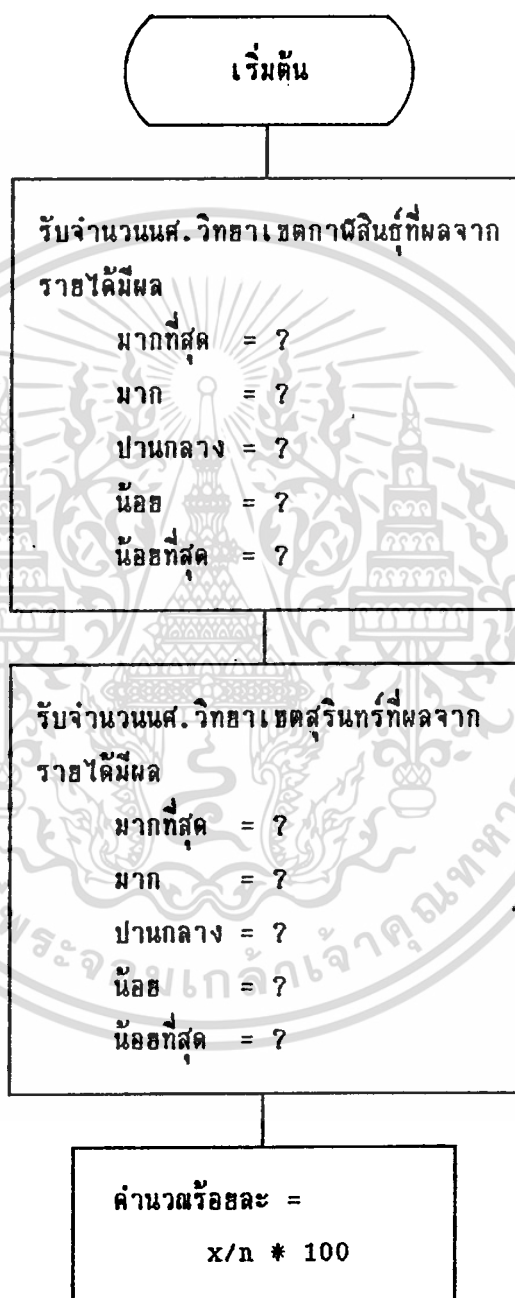 เริ่มต้น
รับจำนวนนศ.วิทยาเขตกาฬสินธุ์ที่ผลจาก
รายได้มีผล
มากที่สุด = ?
มาก = ?
ปานกลาง = ?
น้อย = ?
น้อยที่สุด = ?
รับจำนวนนศ.วิทยาเขตสุรินทร์ที่ผลจาก
รายได้มีผล
มากที่สุด = ?
มาก = ?
ปานกลาง = ?
น้อย = ?
น้อยที่สุด = ?
คำนวณร้อยละ =
x/n * 100